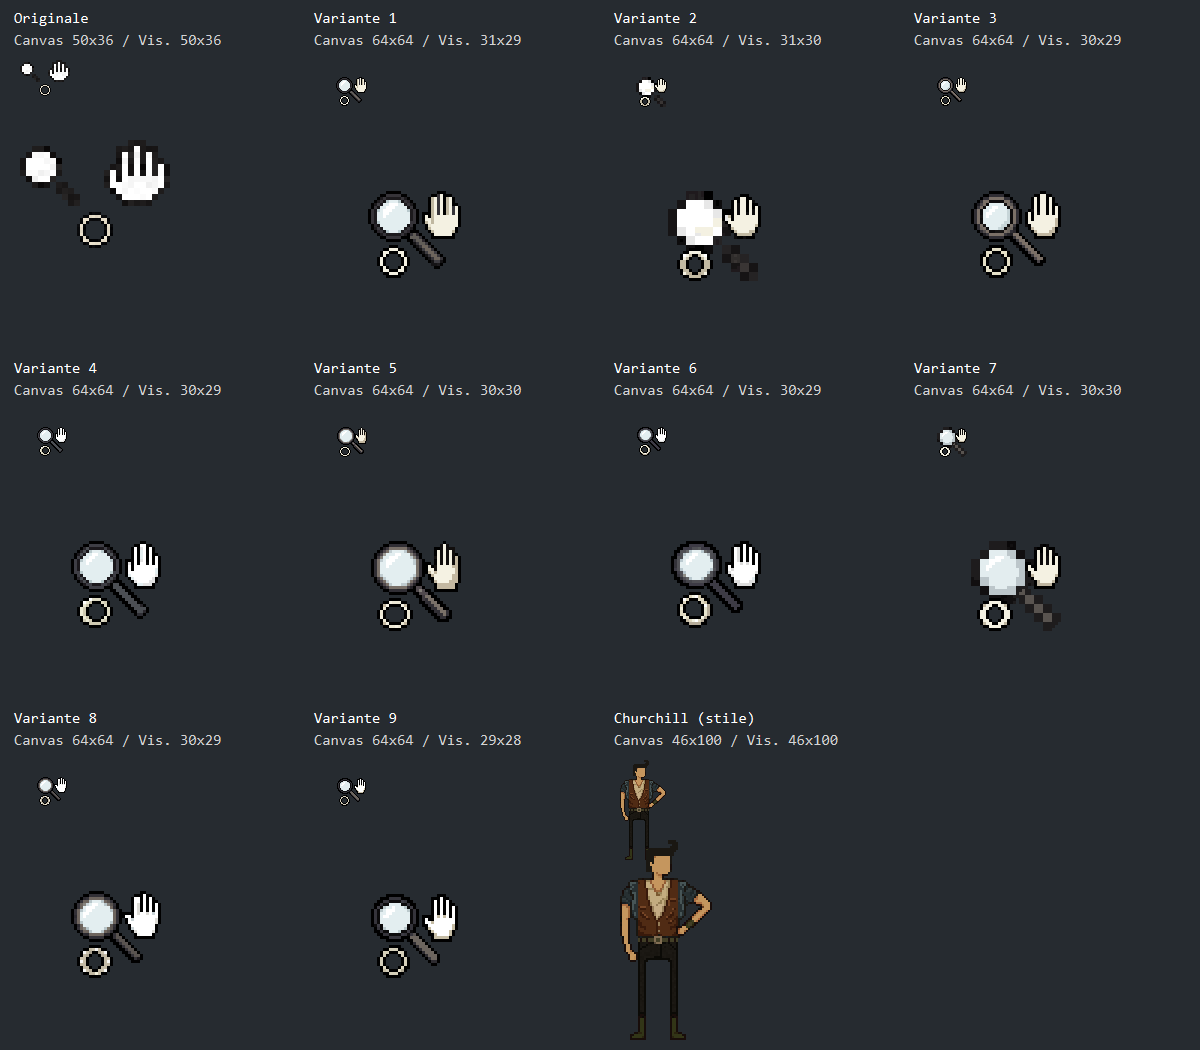 Originale
Canvas 50x36 / Vis. 50x36
Variante 1
Canvas 64x64 / Vis. 31x29
Variante 2
Canvas 64x64 / Vis. 31x30
Variante 3
Canvas 64x64 / Vis. 30x29
Variante 4
Canvas 64x64 / Vis. 30x29
Variante 5
Canvas 64x64 / Vis. 30x30
Variante 6
Canvas 64x64 / Vis. 30x29
Variante 7
Canvas 64x64 / Vis. 30x30
Variante 8
Canvas 64x64 / Vis. 30x29
Variante 9
Canvas 64x64 / Vis. 29x28
Churchill (stile)
Canvas 46x100 / Vis. 46x100